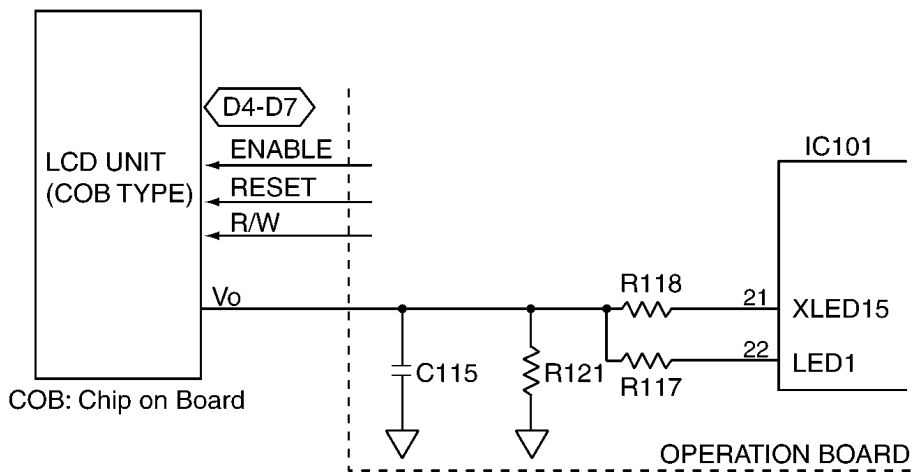 D4-D7
ENABLE
LCD UNIT
(COB TYPE)
RESET
R/W
IC101
Vo
R118
21
XLED15
22
LED1
C115
R121
R117
COB: Chip on Board
OPERATION BOARD